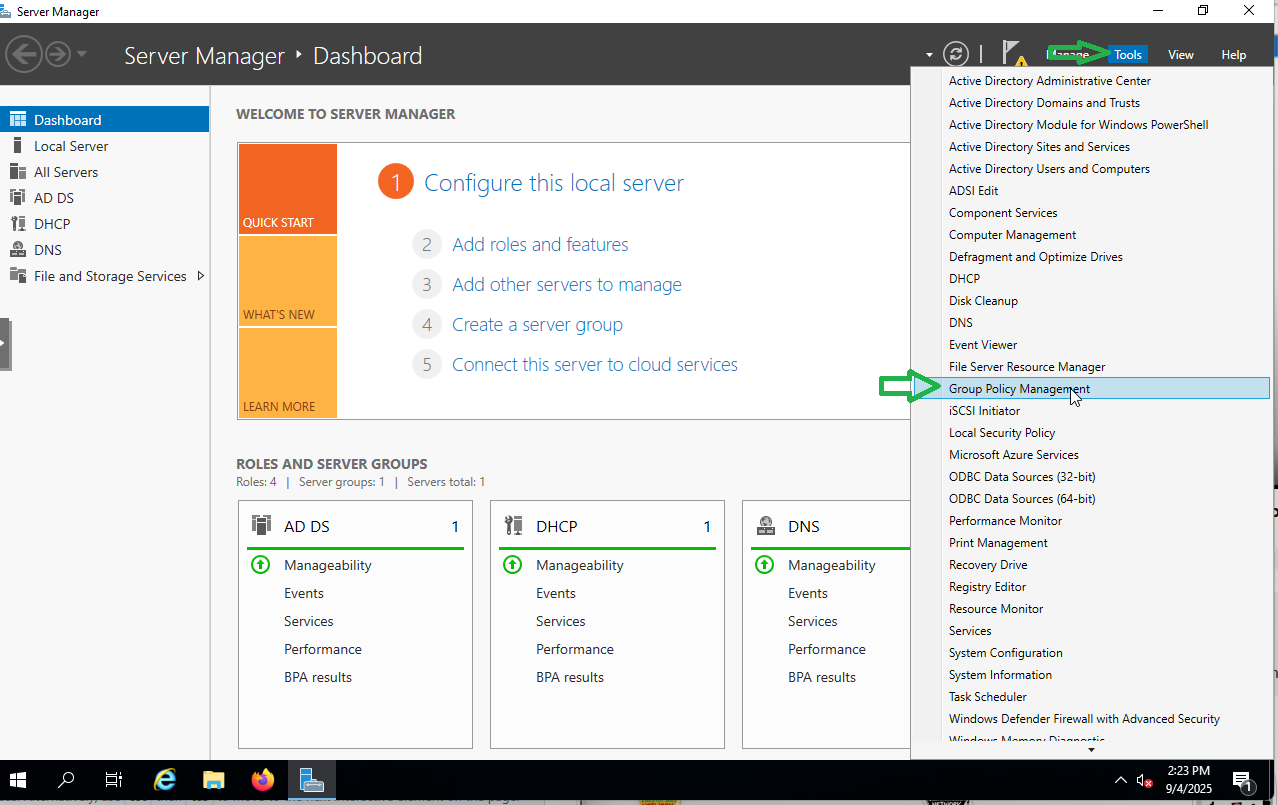 Server Manager
Server Manager ‣ Dashboard
Manage
Tools
View
Help
Dashboard
Local Server
All Servers
AD DS
DHCP
DNS
File and Storage Services
WELCOME TO SERVER MANAGER
QUICK START
WHAT'S NEW
LEARN MORE
1 Configure this local server
2 Add roles and features
3 Add other servers to manage
4 Create a server group
5 Connect this server to cloud services
ROLES AND SERVER GROUPS
Roles: 4 | Server groups: 1 | Servers total: 1
AD DS 1
Manageability
Events
Services
Performance
BPA results
DHCP 1
Manageability
Events
Services
Performance
BPA results
DNS
Manageability
Events
Services
Performance
BPA results
Active Directory Administrative Center
Active Directory Domains and Trusts
Active Directory Module for Windows PowerShell
Active Directory Sites and Services
Active Directory Users and Computers
ADSI Edit
Component Services
Computer Management
Defragment and Optimize Drives
DHCP
Disk Cleanup
DNS
Event Viewer
File Server Resource Manager
Group Policy Management
iSCSI Initiator
Local Security Policy
Microsoft Azure Services
ODBC Data Sources (32-bit)
ODBC Data Sources (64-bit)
Performance Monitor
Print Management
Recovery Drive
Registry Editor
Resource Monitor
Services
System Configuration
System Information
Task Scheduler
Windows Defender Firewall with Advanced Security
Windows Memory Diagnostic
2:23 PM
9/4/2025
1